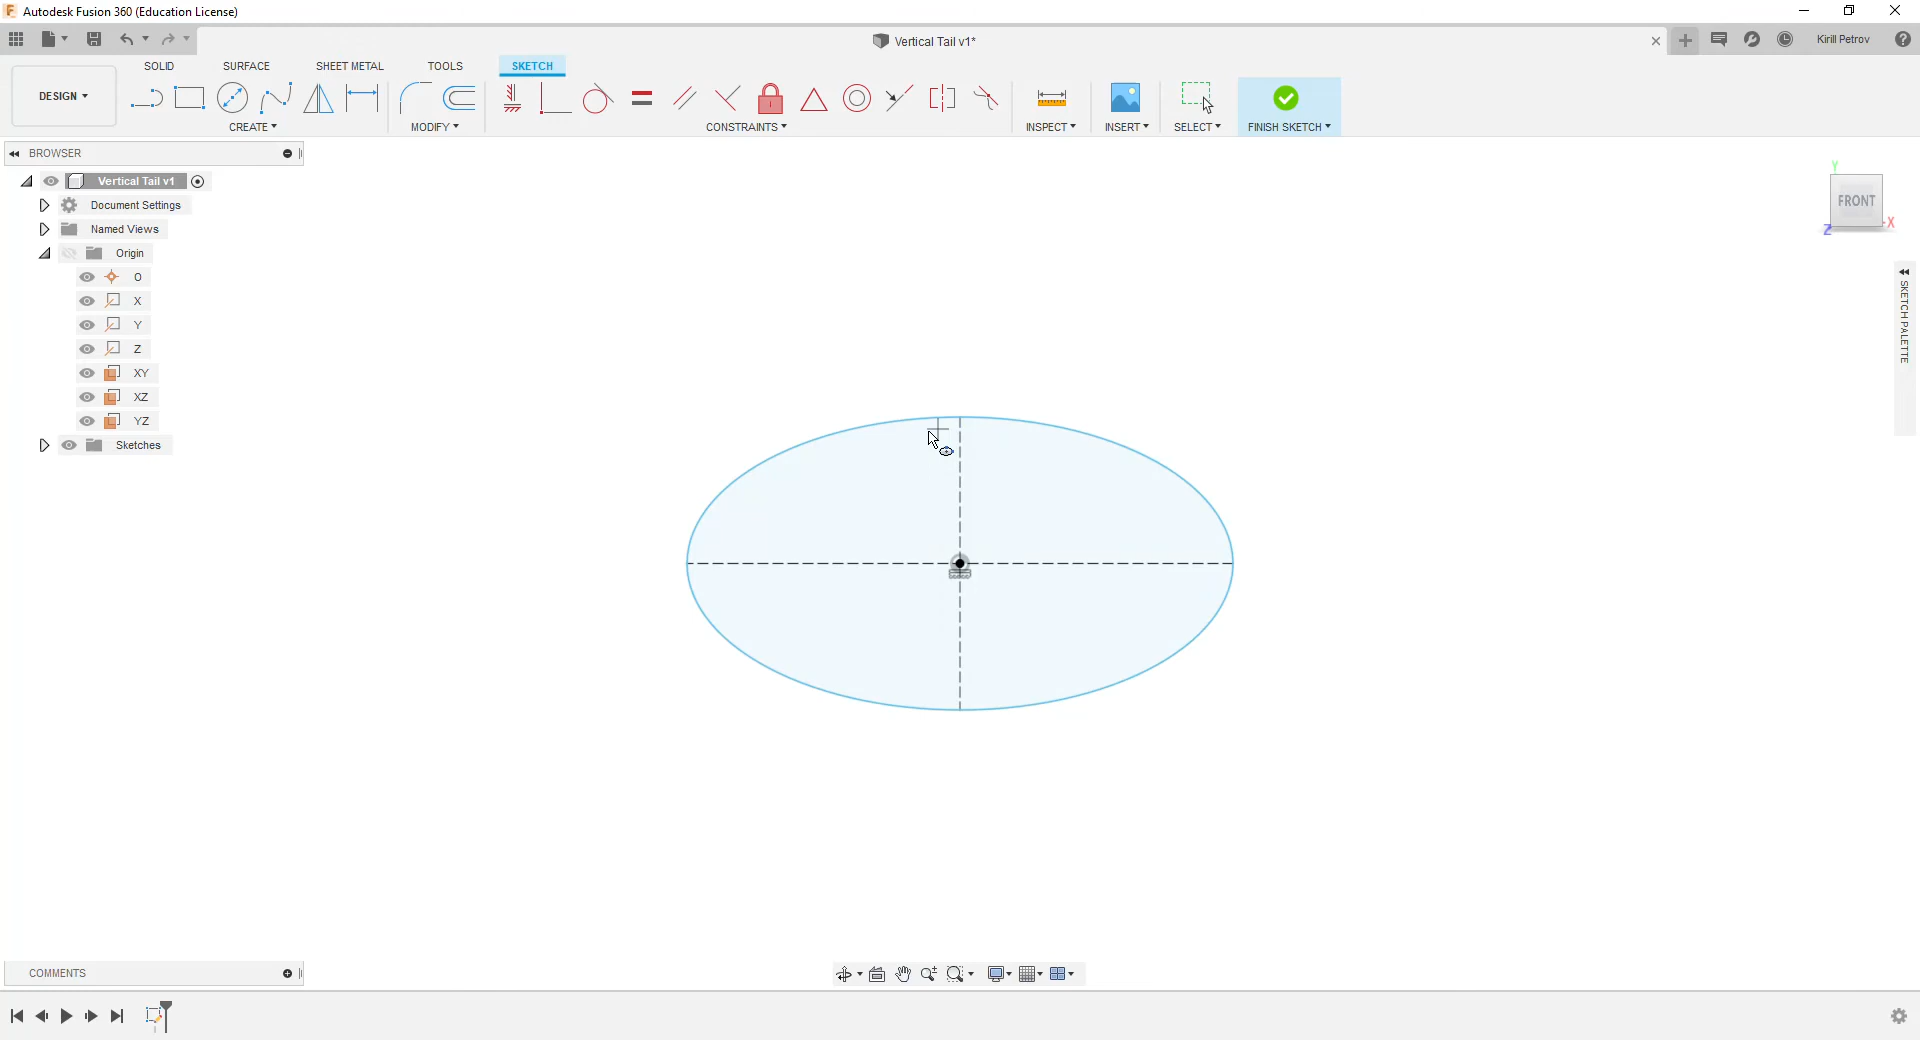 Autodesk Fusion 360 (Education License)
Vertical Tail v1*
Kirill Petrov
SOLID SURFACE SHEET METAL TOOLS SKETCH
DESIGN
CREATE MODIFY CONSTRAINTS INSPECT INSERT SELECT FINISH SKETCH
BROWSER
Vertical Tail v1
Document Settings
Named Views
Origin
O
X
Y
Z
XY
XZ
YZ
Sketches
Y
FRONT
X
Z
SKETCH PALETTE
COMMENTS